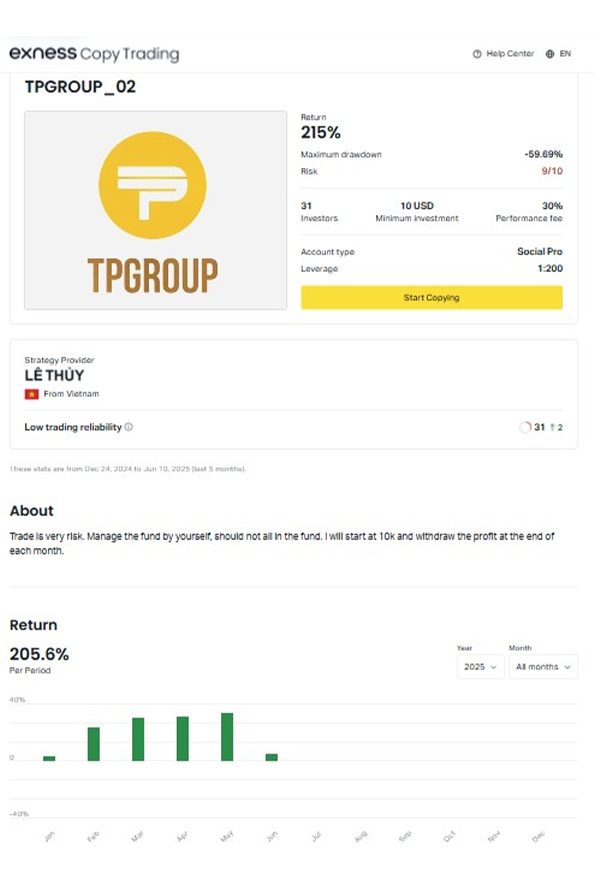 exness Copy Trading
Help Center EN
TPGROUP_02
TPGROUP
Return
215%
Maximum drawdown -59.69%
Risk 9/10
31 10 USD 30%
Investors Minimum investment Performance fee
Account type Social Pro
Leverage 1:200
Start Copying
Strategy Provider
LÊ THỦY
From Vietnam
Low trading reliability 31 ↑ 2
These stats are from Dec 24, 2024 to Jun 10, 2025 (last 5 months).
About
Trade is very risk. Manage the fund by yourself, should not all in the fund. I will start at 10k and withdraw the profit at the end of
each month.
Return
205.6%
Per Period
Year Month
2025 All months
40%
0
-40%
Jan Feb Mar Apr May Jun Jul Aug Sep Oct Nov Dec